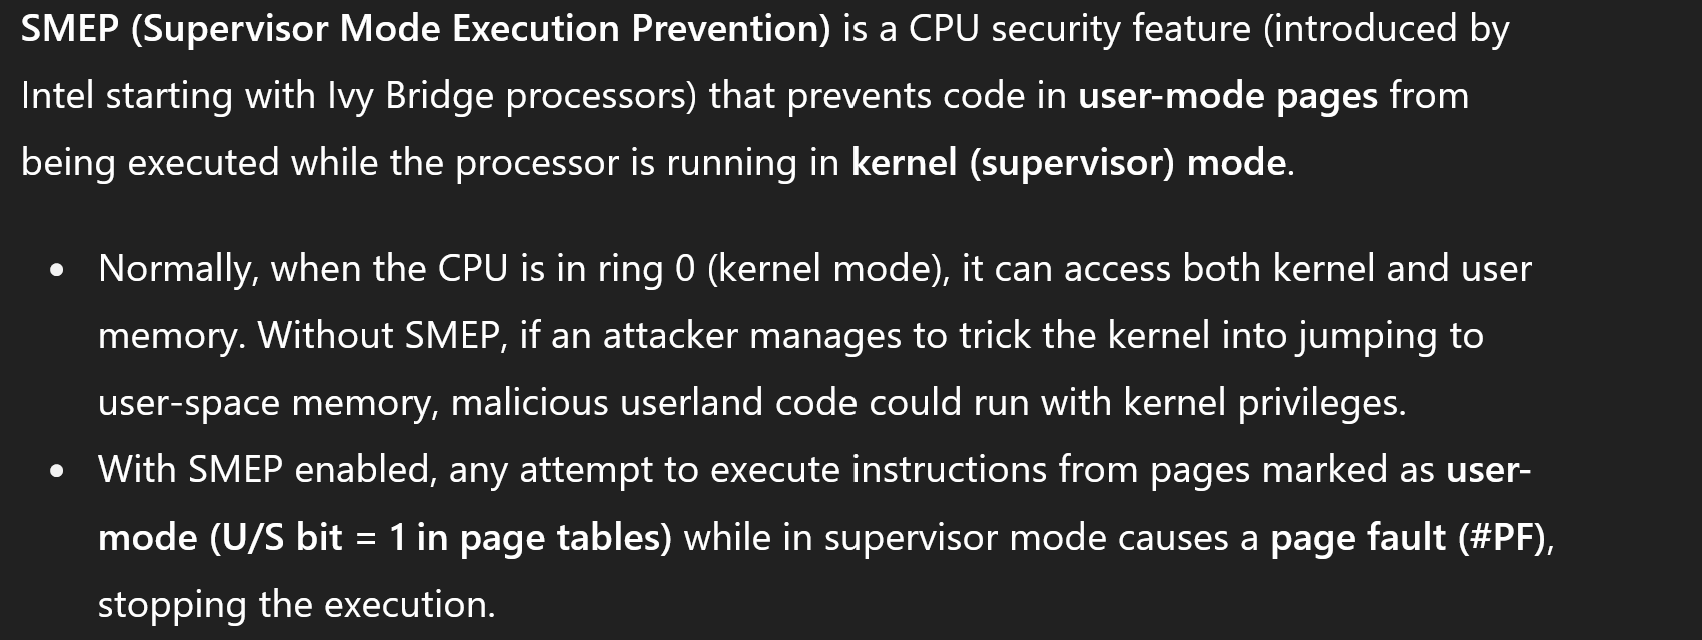 SMEP (Supervisor Mode Execution Prevention) is a CPU security feature (introduced by
Intel starting with Ivy Bridge processors) that prevents code in user-mode pages from
being executed while the processor is running in kernel (supervisor) mode.
• Normally, when the CPU is in ring 0 (kernel mode), it can access both kernel and user
memory. Without SMEP, if an attacker manages to trick the kernel into jumping to
user-space memory, malicious userland code could run with kernel privileges.
• With SMEP enabled, any attempt to execute instructions from pages marked as user-
mode (U/S bit = 1 in page tables) while in supervisor mode causes a page fault (#PF),
stopping the execution.